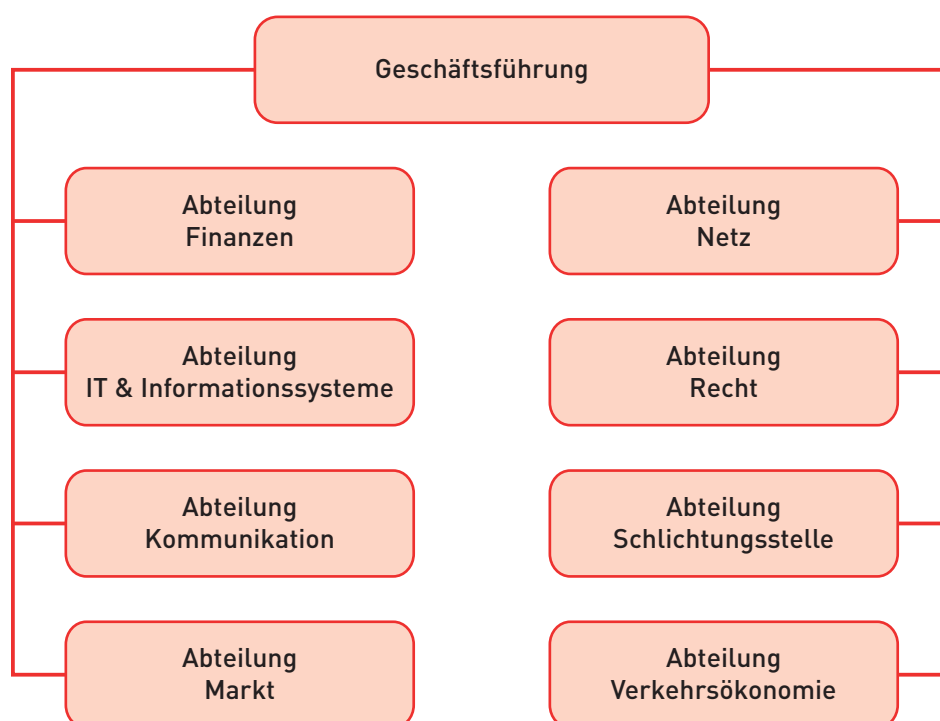 Geschäftsführung
Abteilung
Finanzen
Abteilung
Netz
Abteilung
IT & Informationssysteme
Abteilung
Recht
Abteilung
Kommunikation
Abteilung
Schlichtungsstelle
Abteilung
Markt
Abteilung
Verkehrsökonomie